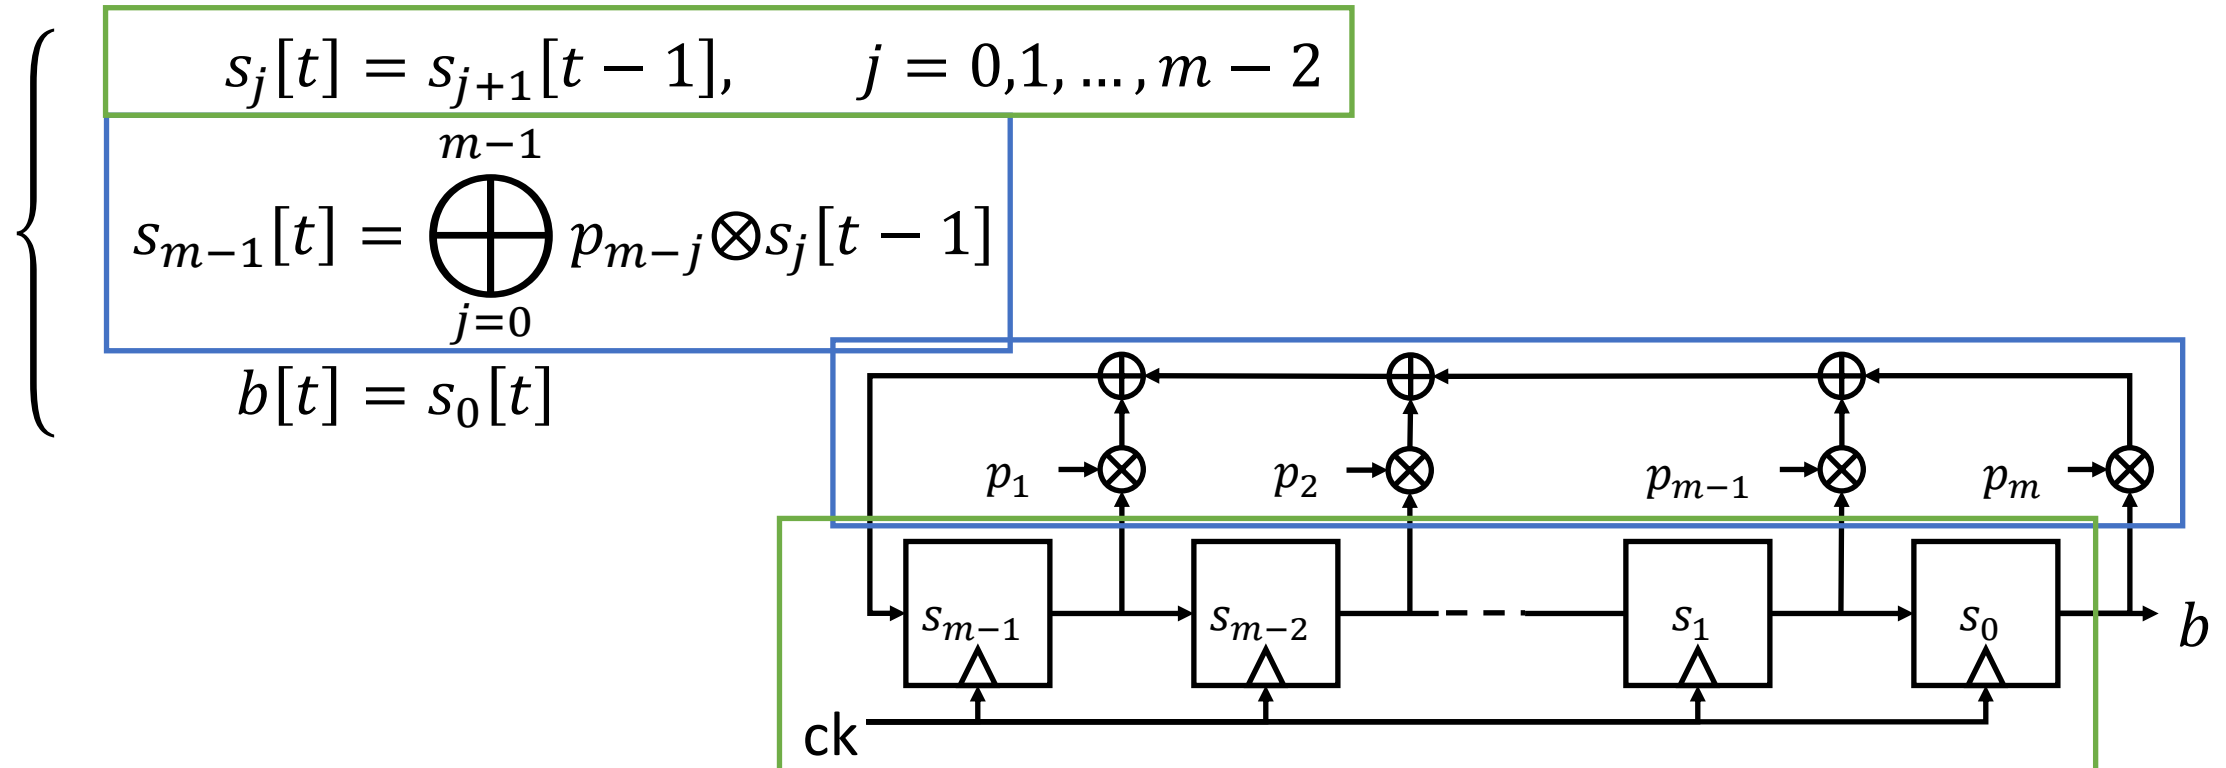 s_j[t] = s_{j+1}[t − 1], j = 0,1, … , m − 2
s_{m−1}[t] = ⨁_{j=0}^{m−1} p_{m−j}⊗s_j[t − 1]
b[t] = s_0[t]
p_1 p_2 p_{m−1} p_m
s_{m−1} s_{m−2} s_1 s_0 b
ck